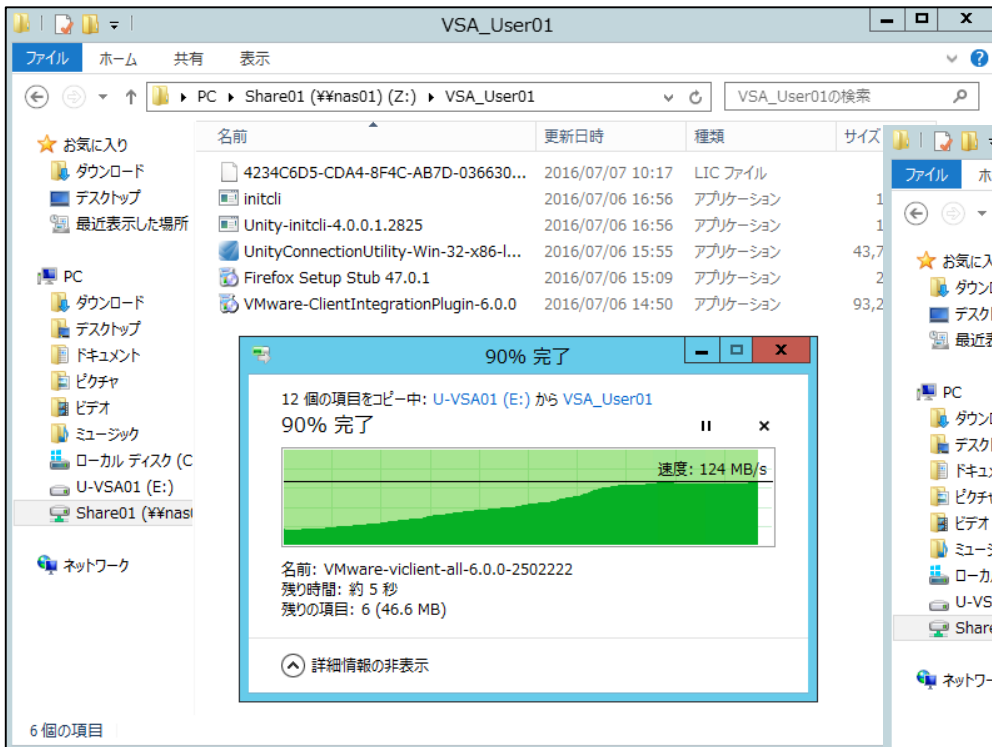 VSA_User01
ファイル ホーム 共有 表示
PC Share01 (¥¥nas01) (Z:) VSA_User01
VSA_User01の検索
お気に入り
ダウンロード
デスクトップ
最近表示した場所
PC
ダウンロード
デスクトップ
ドキュメント
ピクチャ
ビデオ
ミュージック
ローカル ディスク (C
U-VSA01 (E:)
Share01 (¥¥nas
ネットワーク
名前 更新日時 種類 サイズ
4234C6D5-CDA4-8F4C-AB7D-036630... 2016/07/07 10:17 LIC ファイル
initcli 2016/07/06 16:56 アプリケーション 1
Unity-initcli-4.0.0.1.2825 2016/07/06 16:56 アプリケーション 1
UnityConnectionUtility-Win-32-x86-l... 2016/07/06 15:55 アプリケーション 43,7
Firefox Setup Stub 47.0.1 2016/07/06 15:09 アプリケーション 2
VMware-ClientIntegrationPlugin-6.0.0 2016/07/06 14:50 アプリケーション 93,2
90% 完了
12 個の項目をコピー中: U-VSA01 (E:) から VSA_User01
90% 完了
速度: 124 MB/s
名前: VMware-viclient-all-6.0.0-2502222
残り時間: 約 5 秒
残りの項目: 6 (46.6 MB)
詳細情報の非表示
6 個の項目
ファイル ホ
お気に入
ダウンロ
デスクト
最近表
PC
ダウンロ
デスクト
ドキュメ
ピクチャ
ビデオ
ミュージ
ローカル
U-VS
Share
ネットワー